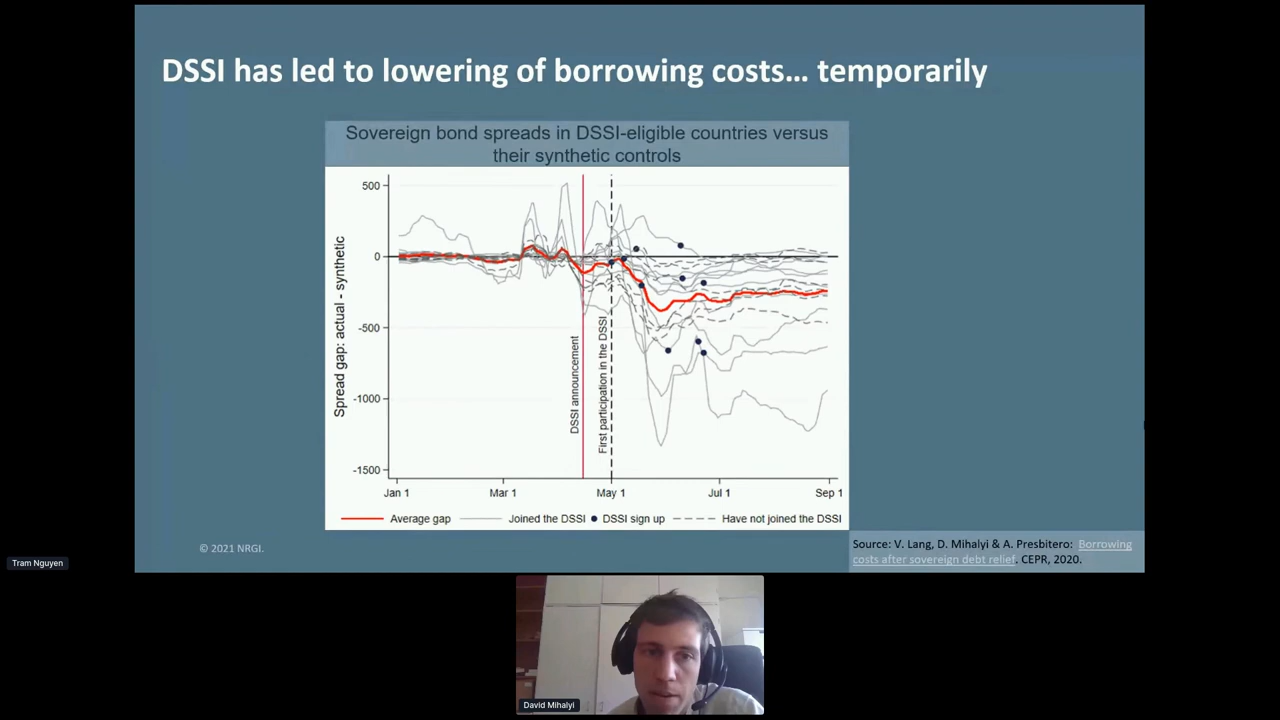 DSSI has led to lowering of borrowing costs... temporarily
Sovereign bond spreads in DSSI-eligible countries versus
their synthetic controls
Spread gap: actual - synthetic
500
0
-500
-1000
-1500
DSSI announcement
First participation in the DSSI
Jan 1
Mar 1
May 1
Jul 1
Sep 1
Average gap
Joined the DSSI
DSSI sign up
Have not joined the DSSI
© 2021 NRGI.
Source: V. Lang, D. Mihalyi & A. Presbitero: Borrowing
costs after sovereign debt relief. CEPR, 2020.
Tram Nguyen
David Mihalyi